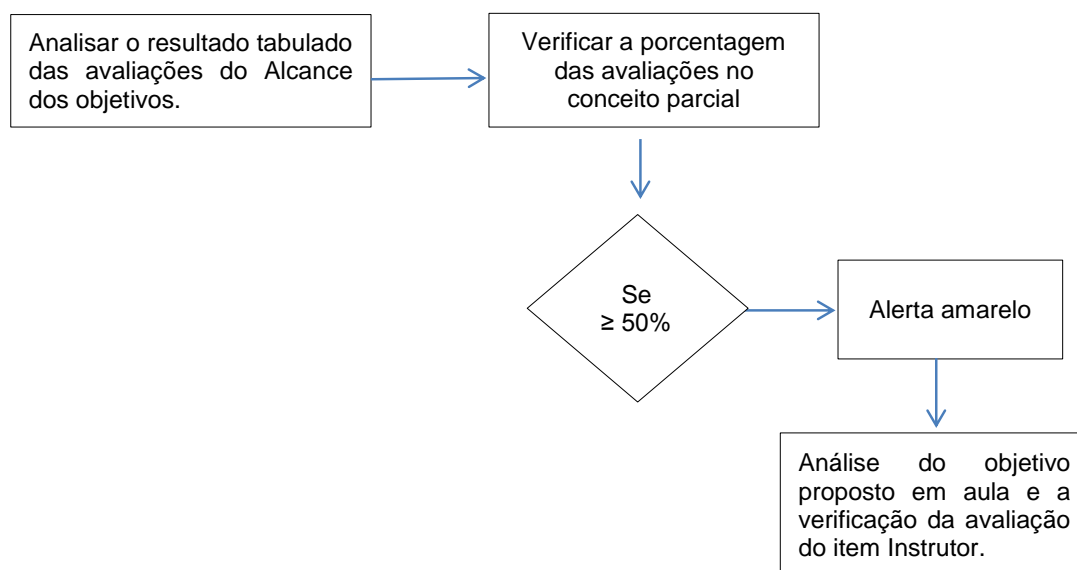 Analisar o resultado tabulado
das avaliações do Alcance
dos objetivos.
Verificar a porcentagem
das avaliações no
conceito parcial
Se
≥ 50%
Alerta amarelo
Análise do objetivo
proposto em aula e a
verificação da avaliação
do item Instrutor.